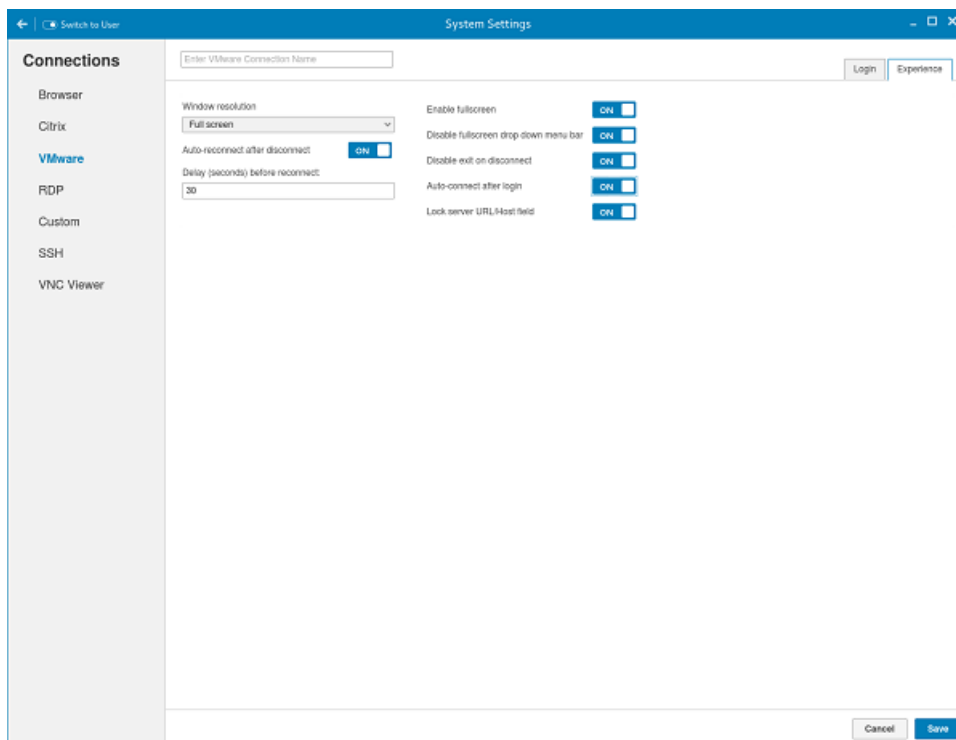 Switch to User
System Settings
Connections
Browser
Citrix
VMware
RDP
Custom
SSH
VNC Viewer
Enter VMware Connection Name
Login
Experience
Window resolution
Full screen
Auto-reconnect after disconnect
ON
Delay (seconds) before reconnect:
30
Enable fullscreen
ON
Disable fullscreen drop down menu bar
ON
Disable exit on disconnect
ON
Auto-connect after login
ON
Lock server URL/Host field
ON
Cancel
Save